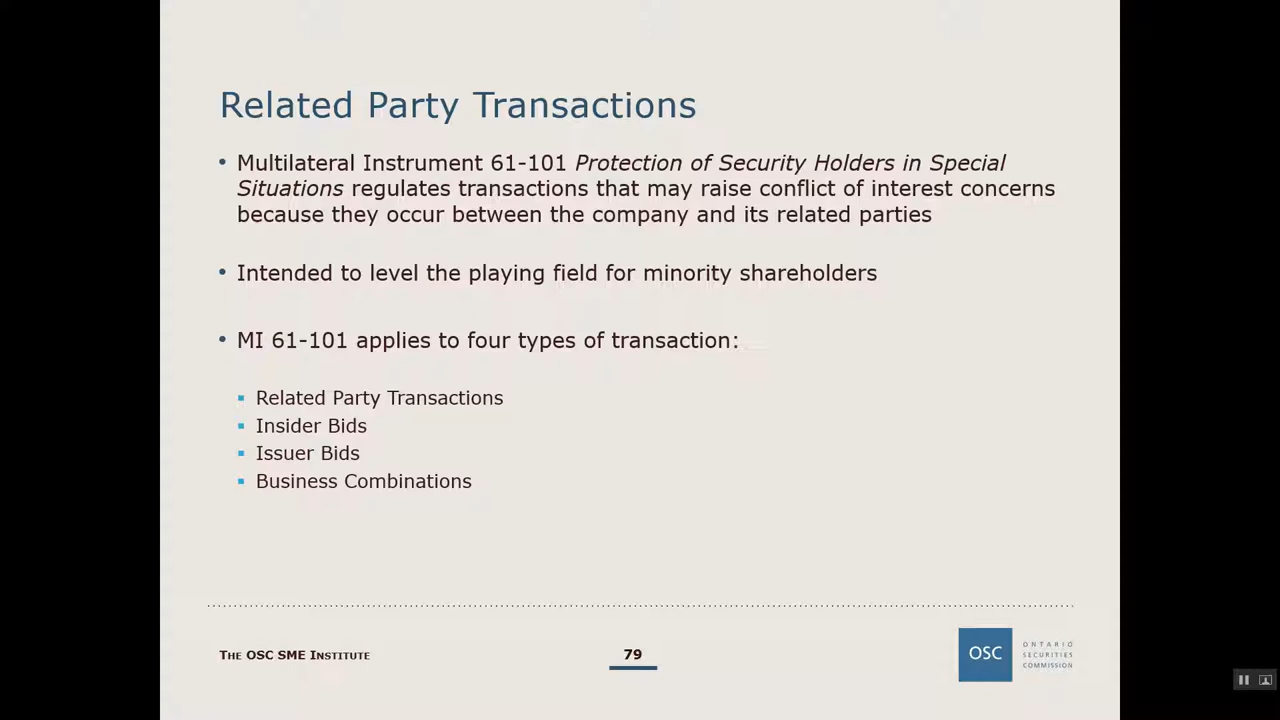 Related Party Transactions
• Multilateral Instrument 61-101 Protection of Security Holders in Special
Situations regulates transactions that may raise conflict of interest concerns
because they occur between the company and its related parties
• Intended to level the playing field for minority shareholders
• MI 61-101 applies to four types of transaction:
▪ Related Party Transactions
▪ Insider Bids
▪ Issuer Bids
▪ Business Combinations
THE OSC SME INSTITUTE
79
OSC
ONTARIO
SECURITIES
COMMISSION